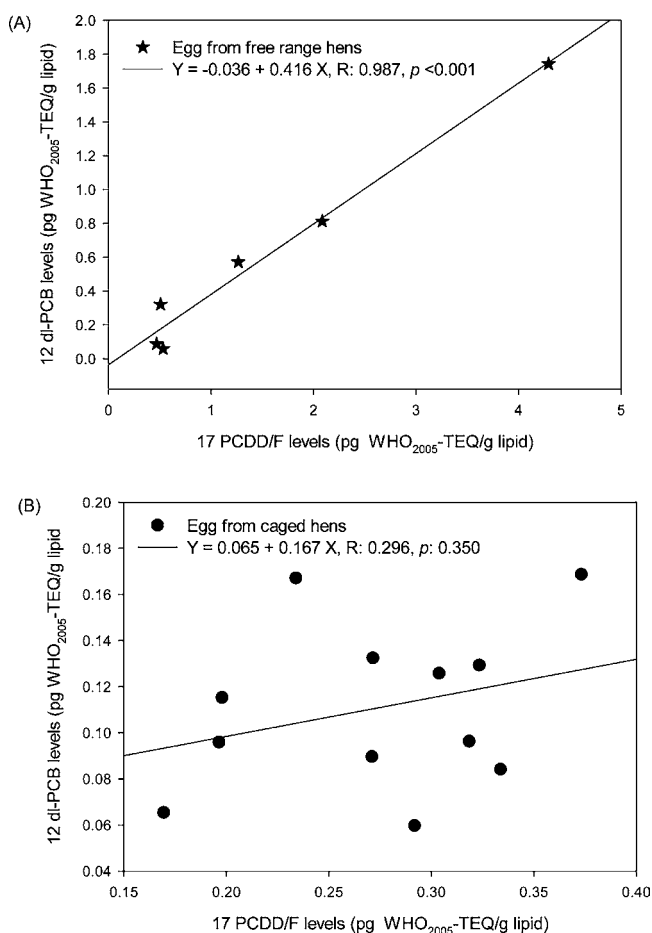 (A)
2.0
1.8
1.6
1.4
1.2
1.0
0.8
0.6
0.4
0.2
0.0
12 dl-PCB levels (pg WHO2005-TEQ/g lipid)
Egg from free range hens
Y = -0.036 + 0.416 X, R: 0.987, p <0.001
0 1 2 3 4 5
17 PCDD/F levels (pg WHO2005-TEQ/g lipid)
(B)
0.20
0.18
0.16
0.14
0.12
0.10
0.08
0.06
0.04
12 dl-PCB levels (pg WHO2005-TEQ/g lipid
Egg from caged hens
Y = 0.065 + 0.167 X, R: 0.296, p: 0.350
0.15 0.20 0.25 0.30 0.35 0.40
17 PCDD/F levels (pg WHO2005-TEQ/g lipid)